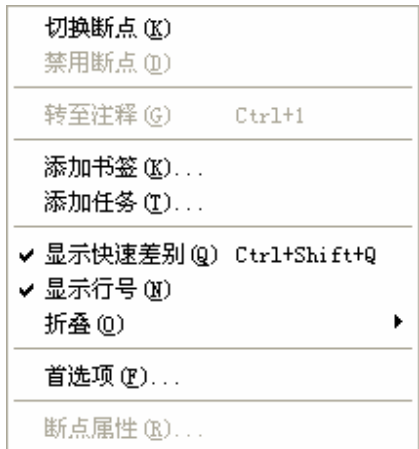 切换断点(K)
禁用断点(D)
转至注释(G) Ctrl+1
添加书签(K)...
添加任务(T)...
显示快速差别(Q) Ctrl+Shift+Q
显示行号(N)
折叠(O)
首选项(F)...
断点属性(R)...